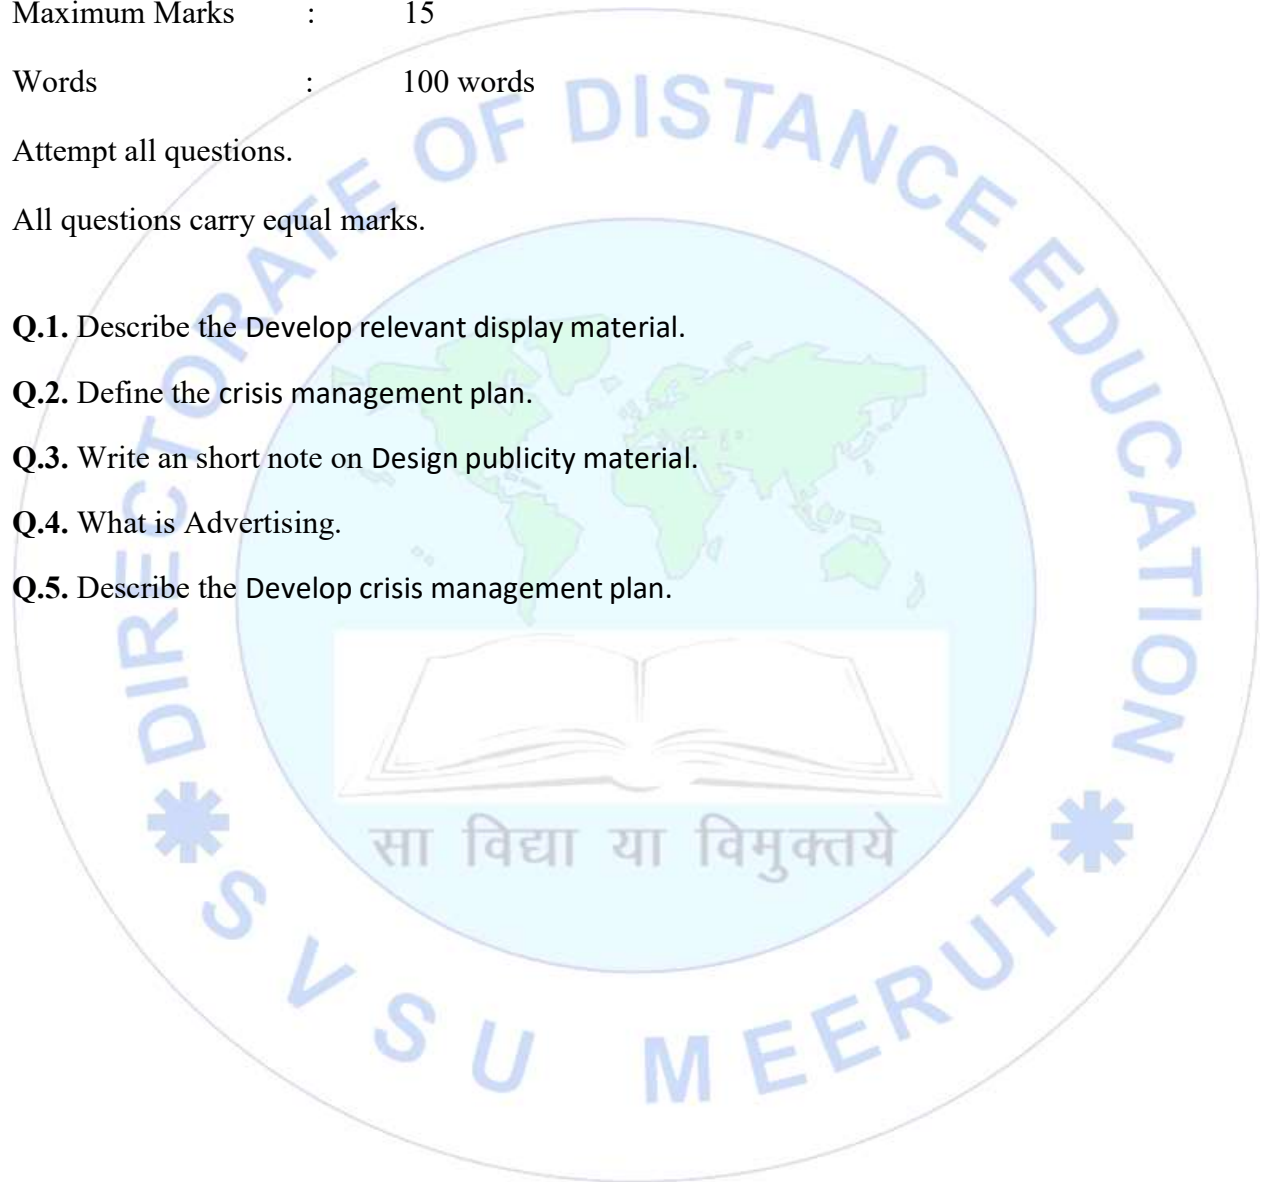 Maximum Marks : 15
Words : 100 words
Attempt all questions.
All questions carry equal marks.
Q.1. Describe the Develop relevant display material.
Q.2. Define the crisis management plan.
Q.3. Write an short note on Design publicity material.
Q.4. What is Advertising.
Q.5. Describe the Develop crisis management plan.
DIRECTORATE OF DISTANCE EDUCATION
सा विद्या या विमुक्तये
* S V S U MEERUT *